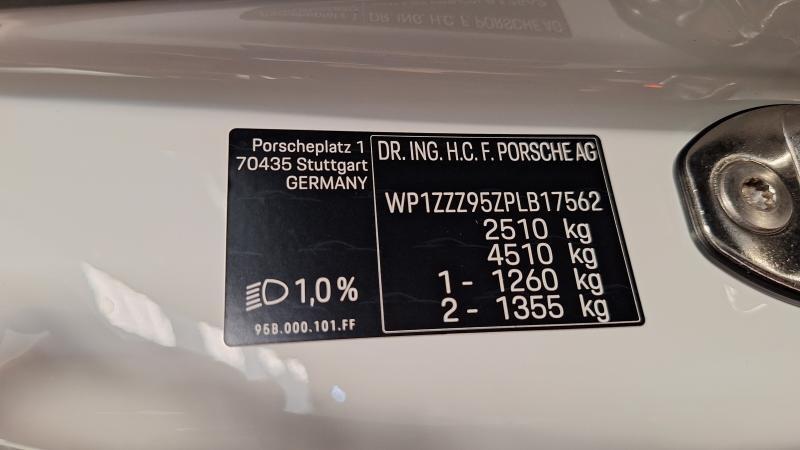 Porscheplatz 1
70435 Stuttgart
GERMANY
1,0%
95B.000.101.FF
DR. ING. H.C. F. PORSCHE AG
WP1ZZZ95ZPLB17562
2510 kg
4510 kg
1 - 1260 kg
2 - 1355 kg